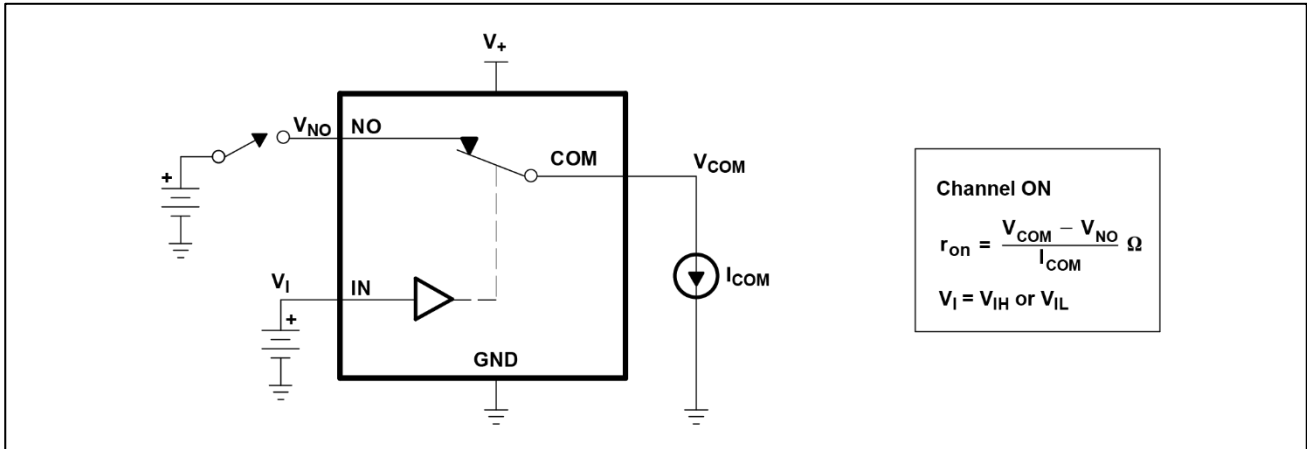 V+
VNO NO
COM VCOM
+
ICOM
VI IN
+
GND
Channel ON
ron = VCOM − VNO / ICOM Ω
VI = VIH or VIL